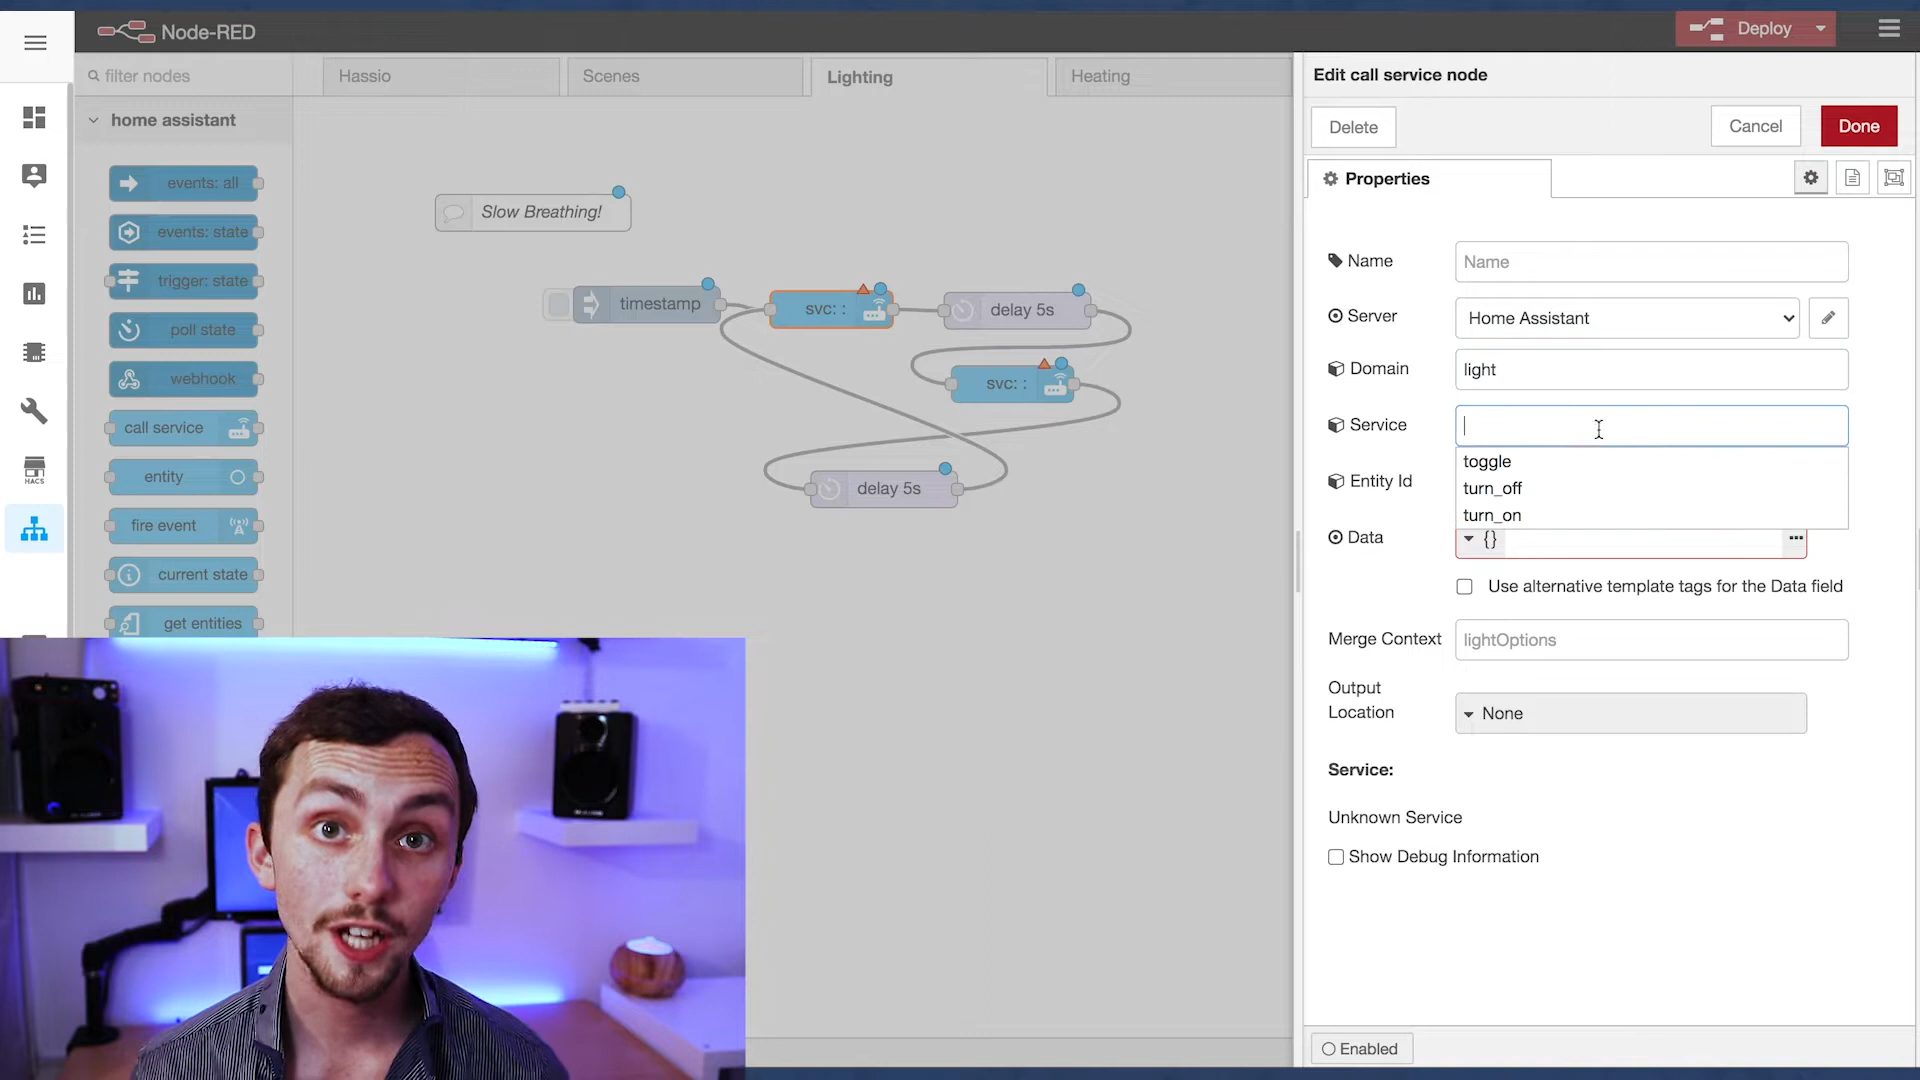 Node-RED
Deploy
filter nodes
Hassio
Scenes
Lighting
Heating
home assistant
events: all
events: state
trigger: state
poll state
webhook
call service
entity
fire event
current state
get entities
HACS
Slow Breathing!
timestamp
svc: :
delay 5s
svc: :
delay 5s
Edit call service node
Delete
Cancel
Done
Properties
Name
Name
Server
Home Assistant
Domain
light
Service
toggle
turn_off
turn_on
Entity Id
Data
{}
Use alternative template tags for the Data field
Merge Context
lightOptions
Output
Location
None
Service:
Unknown Service
Show Debug Information
Enabled